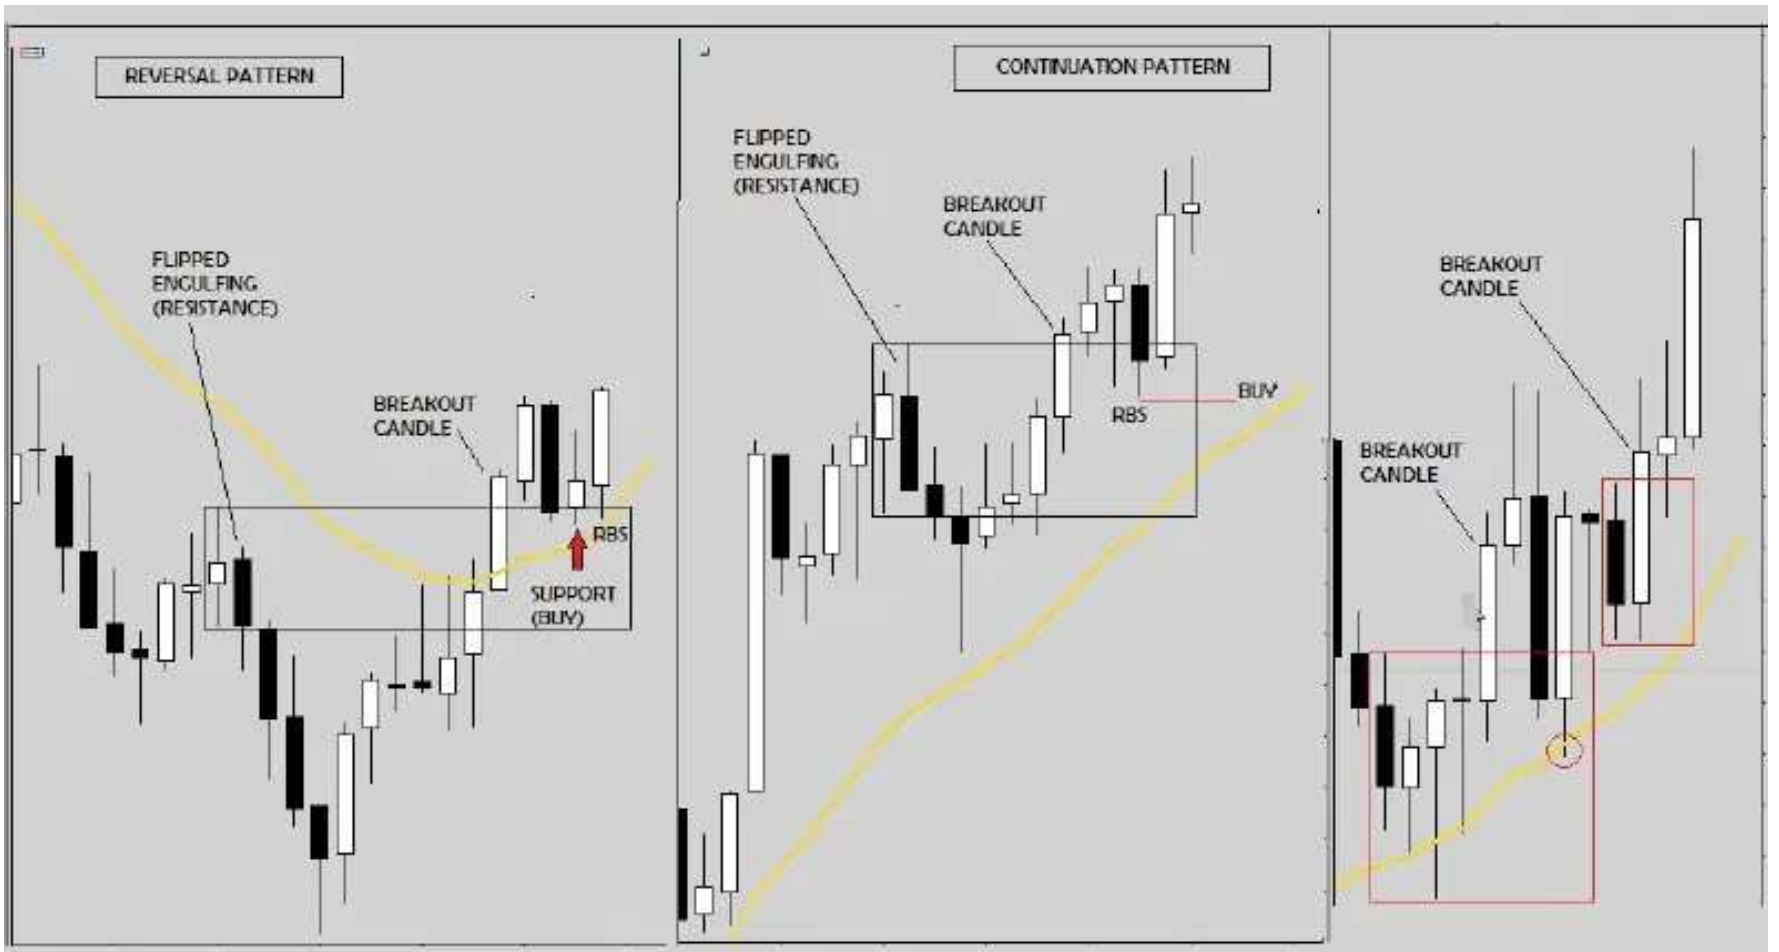 REVERSAL PATTERN
FLIPPED
ENGULFING
(RESISTANCE)
BREAKOUT
CANDLE
RBS
SUPPORT
(BUY)
CONTINUATION PATTERN
FLIPPED
ENGULFING
(RESISTANCE)
BREAKOUT
CANDLE
BUY
RBS
BREAKOUT
CANDLE
BREAKOUT
CANDLE